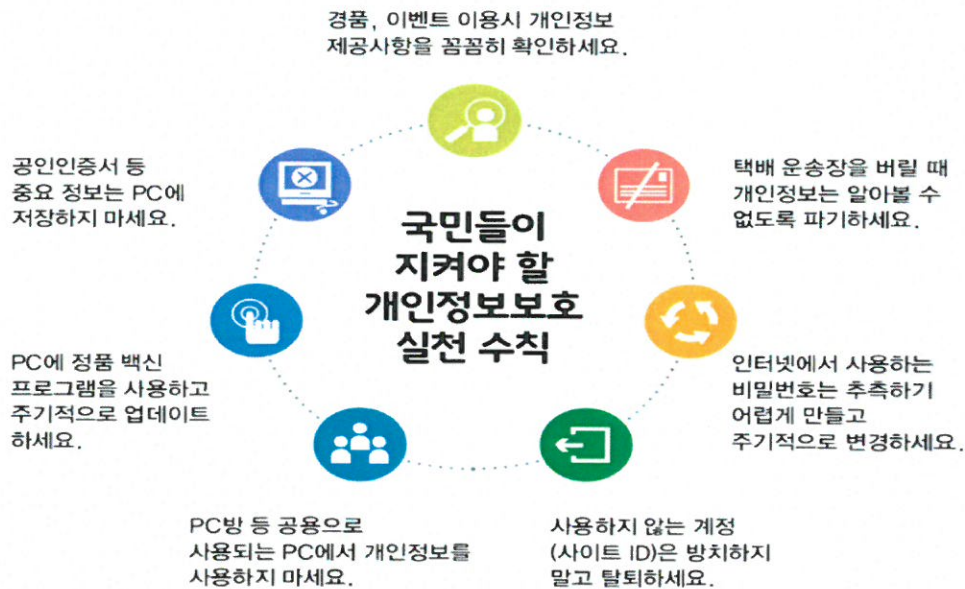 경품, 이벤트 이용시 개인정보
제공사항을 꼼꼼히 확인하세요.
공인인증서 등
중요 정보는 PC에
저장하지 마세요.
택배 운송장을 버릴 때
개인정보는 알아볼 수
없도록 파기하세요.
국민들이
지켜야 할
개인정보보호
실천 수칙
PC에 정품 백신
프로그램을 사용하고
주기적으로 업데이트
하세요.
인터넷에서 사용하는
비밀번호는 추측하기
어렵게 만들고
주기적으로 변경하세요.
PC방 등 공용으로
사용되는 PC에서 개인정보를
사용하지 마세요.
사용하지 않는 계정
(사이트 ID)은 방치하지
말고 탈퇴하세요.